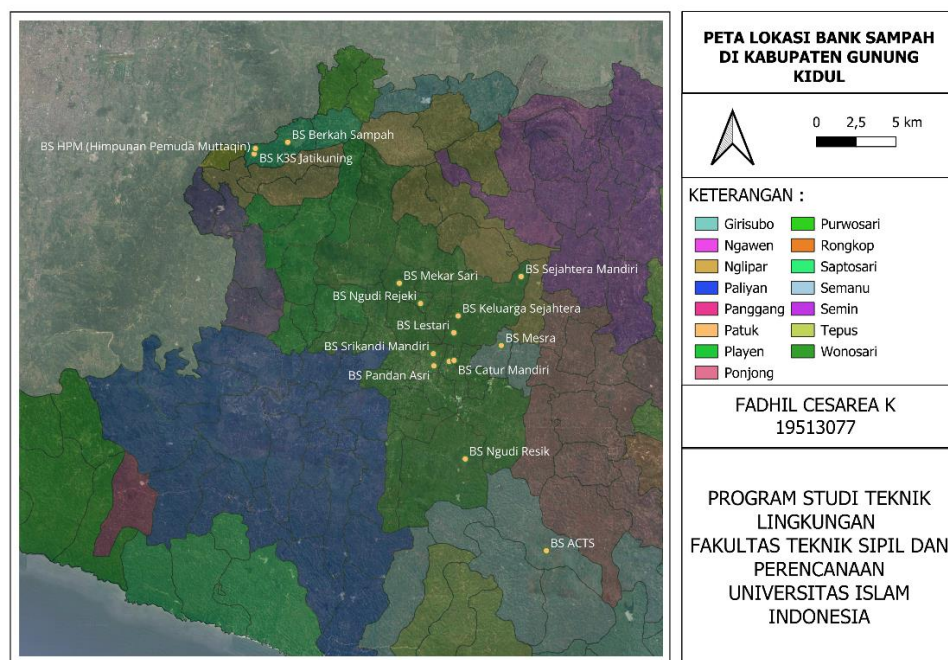 PETA LOKASI BANK SAMPAH
DI KABUPATEN GUNUNG
KIDUL
0 2,5 5 km
KETERANGAN :
Girisubo
Ngawen
Nglipar
Paliyan
Panggang
Patuk
Playen
Ponjong
Purwosari
Rongkop
Saptosari
Semanu
Semin
Tepus
Wonosari
FADHIL CESAREA K
19513077
PROGRAM STUDI TEKNIK
LINGKUNGAN
FAKULTAS TEKNIK SIPIL DAN
PERENCANAAN
UNIVERSITAS ISLAM
INDONESIA
BS Berkah Sampah
BS HPM (Himpunan Pemuda Muttaqin)
BS K3S Jatikuning
BS Mekar Sari
BS Sejahtera Mandiri
BS Ngudi Rejeki
BS Keluarga Sejahtera
BS Lestari
BS Mesra
BS Srikandi Mandiri
BS Catur Mandiri
BS Pandan Asri
BS Ngudi Resik
BS ACTS